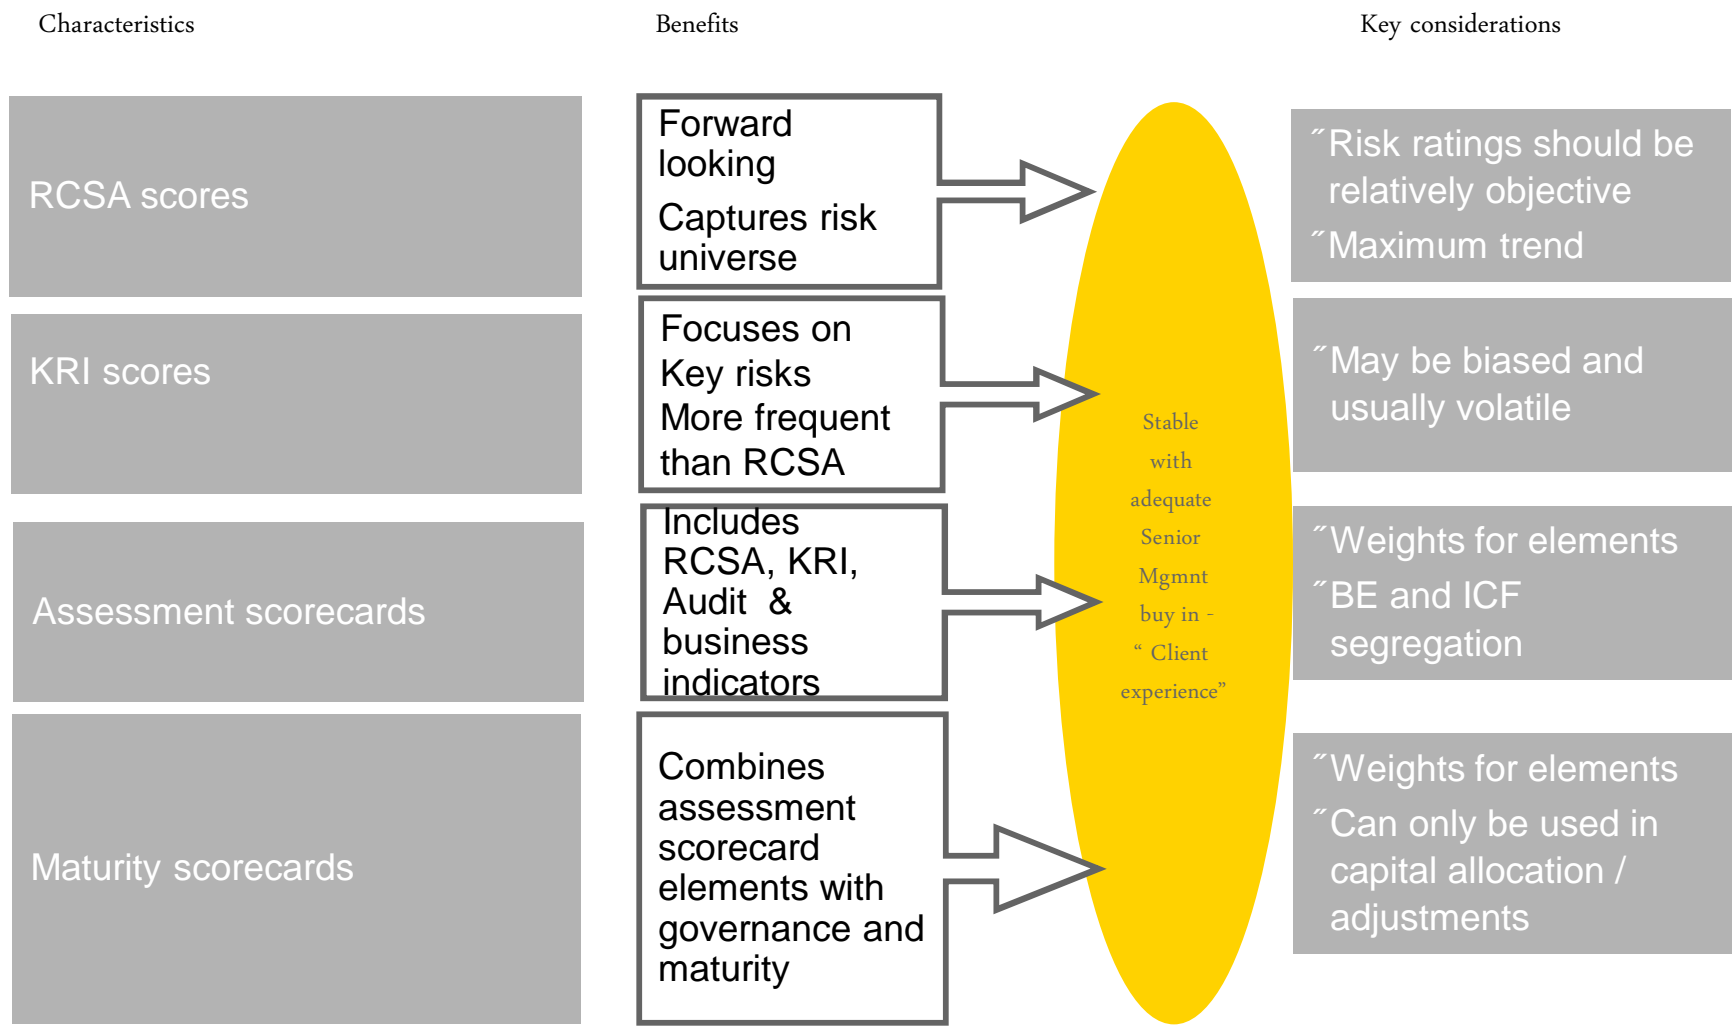 Characteristics
Benefits
Key considerations
RCSA scores
Forward
looking
Captures risk
universe
˝Risk ratings should be
relatively objective
˝Maximum trend
KRI scores
Focuses on
Key risks
More frequent
than RCSA
˝May be biased and
usually volatile
Stable
with
adequate
Senior
Mgmnt
buy in -
“ Client
experience”
Assessment scorecards
Includes
RCSA, KRI,
Audit &
business
indicators
˝Weights for elements
˝BE and ICF
segregation
Maturity scorecards
Combines
assessment
scorecard
elements with
governance and
maturity
˝Weights for elements
˝Can only be used in
capital allocation /
adjustments